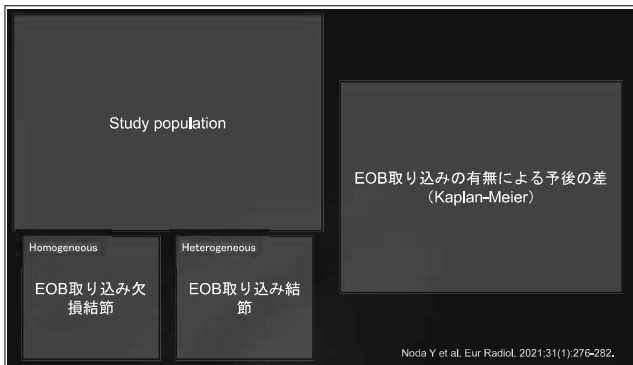 Study population
EOB取り込みの有無による予後の差
（Kaplan-Meier）
Homogeneous
EOB取り込み欠
損結節
Heterogeneous
EOB取り込み結
節
Noda Y et al. Eur Radiol. 2021;31(1):276-282.